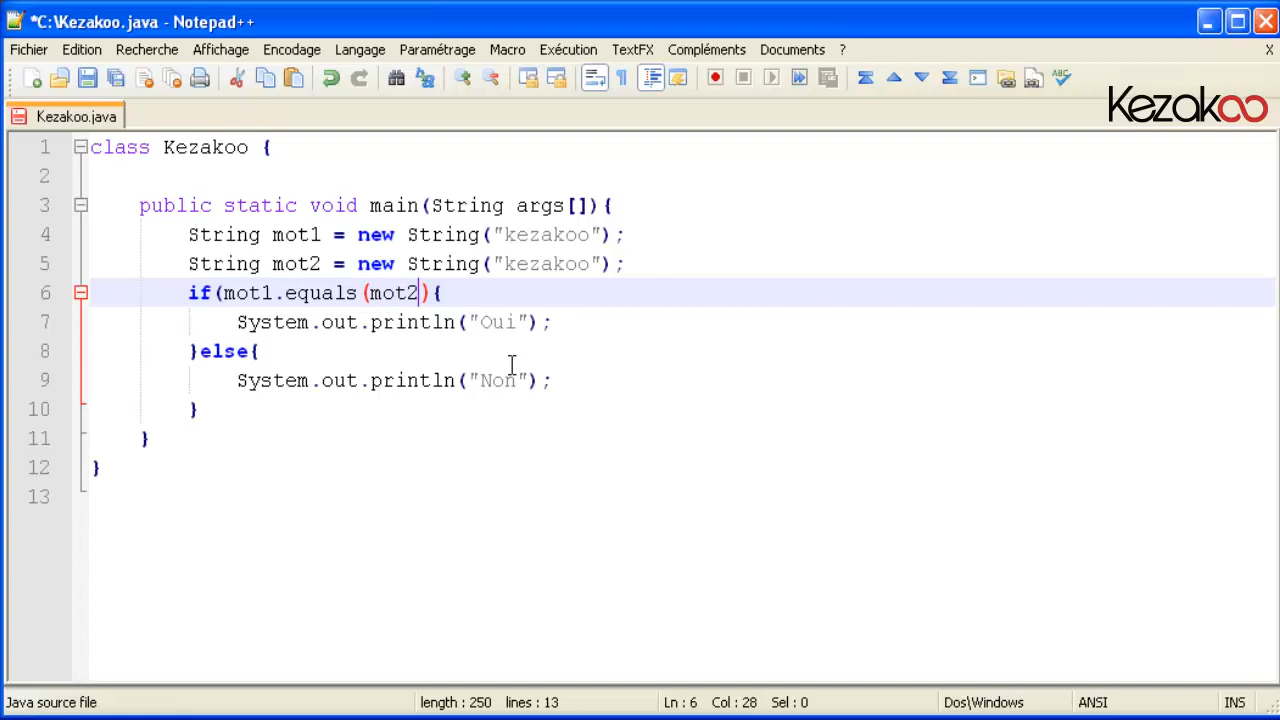 *C:\Kezakoo.java - Notepad++
Fichier Edition Recherche Affichage Encodage Langage Paramétrage Macro Exécution TextFX Compléments Documents ? X
ABC
Kezakoo.java
Kezakoo
1 class Kezakoo {
2
3 public static void main(String args[]){
4 String mot1 = new String("kezakoo");
5 String mot2 = new String("kezakoo");
6 if(mot1.equals(mot2){
7 System.out.println("Oui");
8 }else{
9 System.out.println("Non");
10 }
11 }
12 }
13
Java source file length : 250 lines : 13 Ln : 6 Col : 28 Sel : 0 Dos\Windows ANSI INS